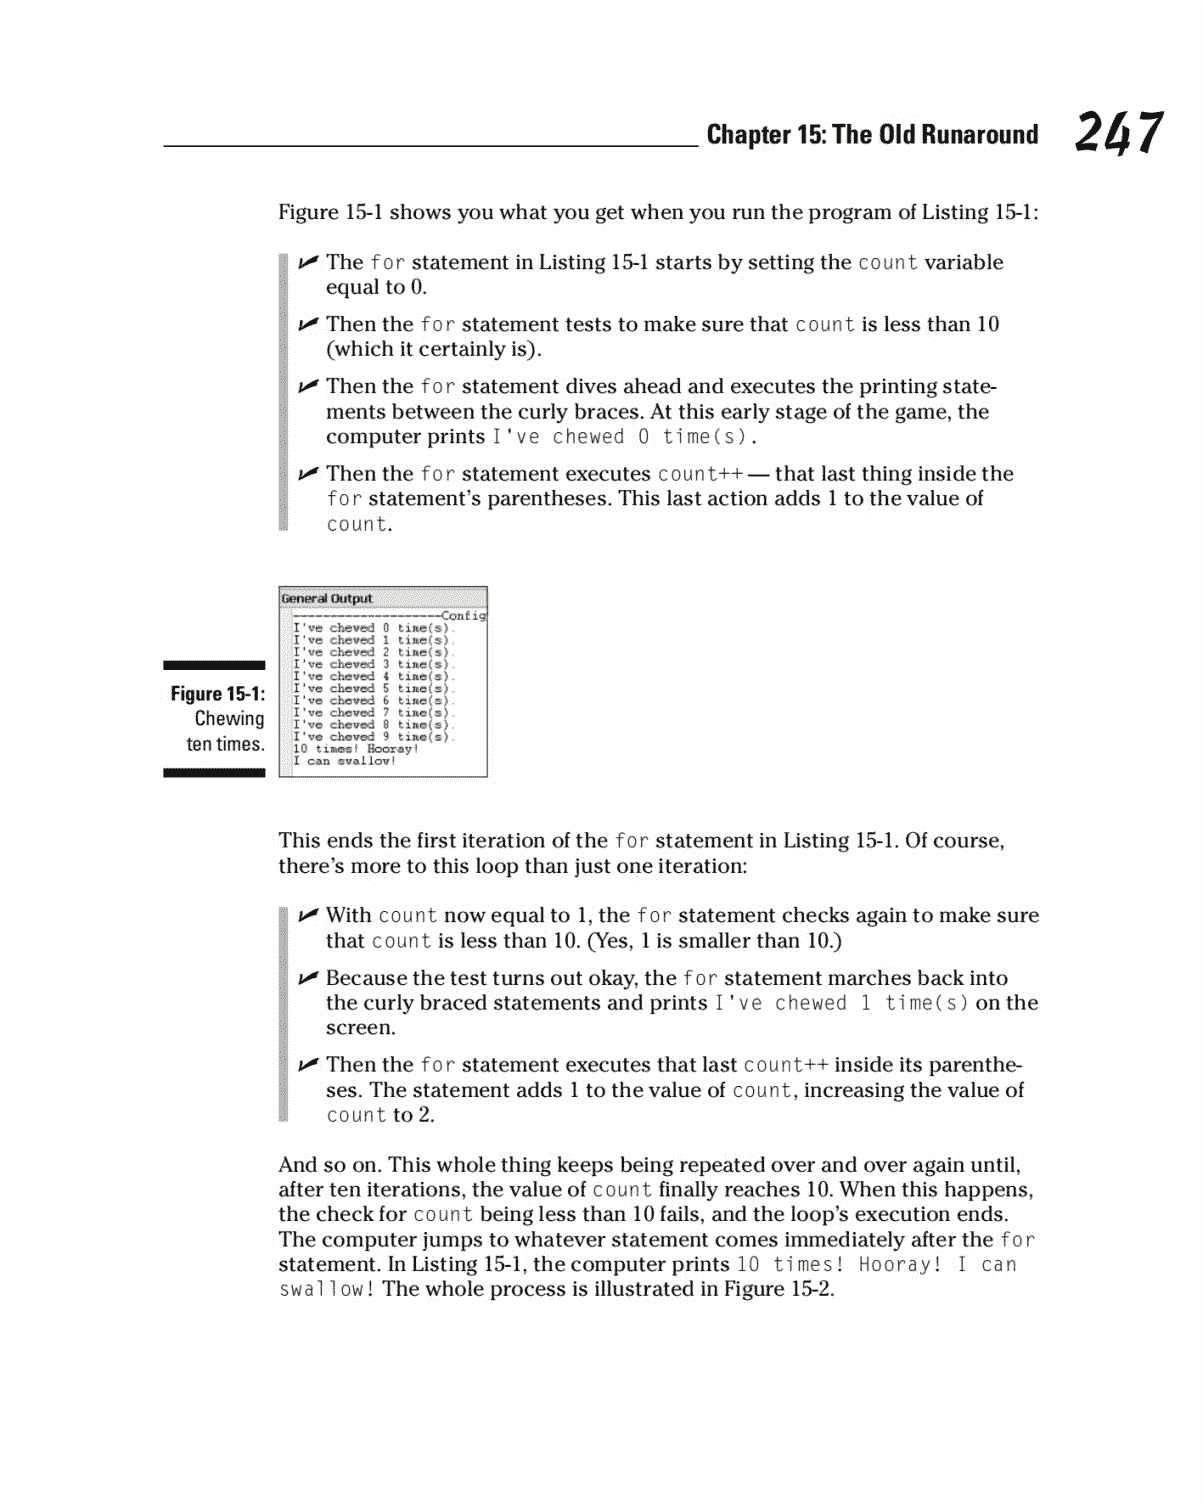 Chapter 15: The Old Runaround 247
Figure 15-1 shows you what you get when you run the program of Listing 15-1:
✓ The for statement in Listing 15-1 starts by setting the count variable
equal to 0.
✓ Then the for statement tests to make sure that count is less than 10
(which it certainly is).
✓ Then the for statement dives ahead and executes the printing state-
ments between the curly braces. At this early stage of the game, the
computer prints I've chewed 0 time(s).
✓ Then the for statement executes count++ — that last thing inside the
for statement's parentheses. This last action adds 1 to the value of
count.
General Output
--------------------Config
I've chewed 0 time(s).
I've chewed 1 time(s).
I've chewed 2 time(s).
I've chewed 3 time(s).
I've chewed 4 time(s).
I've chewed 5 time(s).
I've chewed 6 time(s).
I've chewed 7 time(s).
I've chewed 8 time(s).
I've chewed 9 time(s).
10 times! Hooray!
I can swallow!
Figure 15-1:
Chewing
ten times.
This ends the first iteration of the for statement in Listing 15-1. Of course,
there's more to this loop than just one iteration:
✓ With count now equal to 1, the for statement checks again to make sure
that count is less than 10. (Yes, 1 is smaller than 10.)
✓ Because the test turns out okay, the for statement marches back into
the curly braced statements and prints I've chewed 1 time(s) on the
screen.
✓ Then the for statement executes that last count++ inside its parenthe-
ses. The statement adds 1 to the value of count, increasing the value of
count to 2.
And so on. This whole thing keeps being repeated over and over again until,
after ten iterations, the value of count finally reaches 10. When this happens,
the check for count being less than 10 fails, and the loop's execution ends.
The computer jumps to whatever statement comes immediately after the for
statement. In Listing 15-1, the computer prints 10 times! Hooray! I can
swallow! The whole process is illustrated in Figure 15-2.